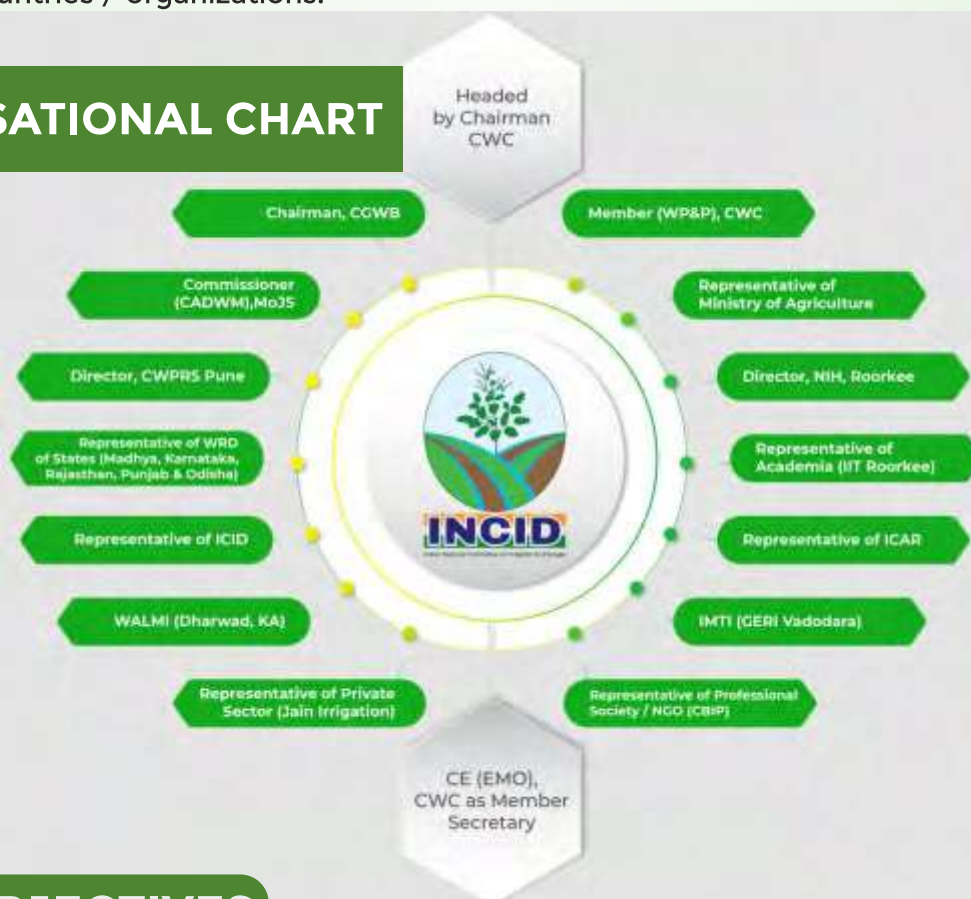 SATIONAL CHART
Headed
by Chairman
CWC
Chairman, CGWB
Member (WP&P), CWC
Commissioner
(CADWM),MoJS
Representative of
Ministry of Agriculture
Director, CWPRS Pune
Director, NIH, Roorkee
Representative of WRD
of States (Madhya, Karnataka,
Rajasthan, Punjab & Odisha)
Representative of
Academia (IIT Roorkee)
INCID
Representative of ICID
Representative of ICAR
WALMI (Dharwad, KA)
IMTI (GERI Vadodara)
Representative of Private
Sector (Jain Irrigation)
Representative of Professional
Society / NGO (CBIP)
CE (EMO),
CWC as Member
Secretary